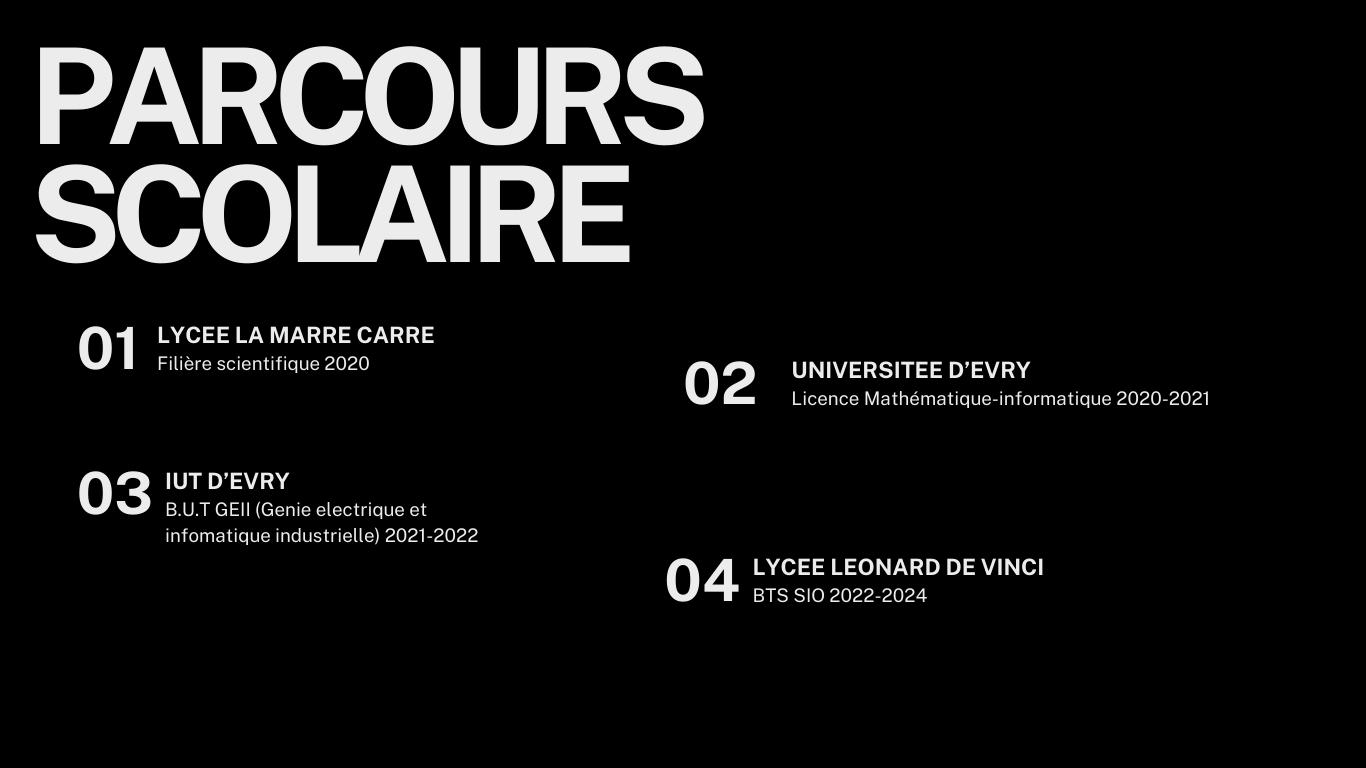 PARCOURS
SCOLAIRE
01 LYCEE LA MARRE CARRE
Filière scientifique 2020
02 UNIVERSITEE D’EVRY
Licence Mathématique-informatique 2020-2021
03 IUT D’EVRY
B.U.T GEII (Genie electrique et
infomatique industrielle) 2021-2022
04 LYCEE LEONARD DE VINCI
BTS SIO 2022-2024